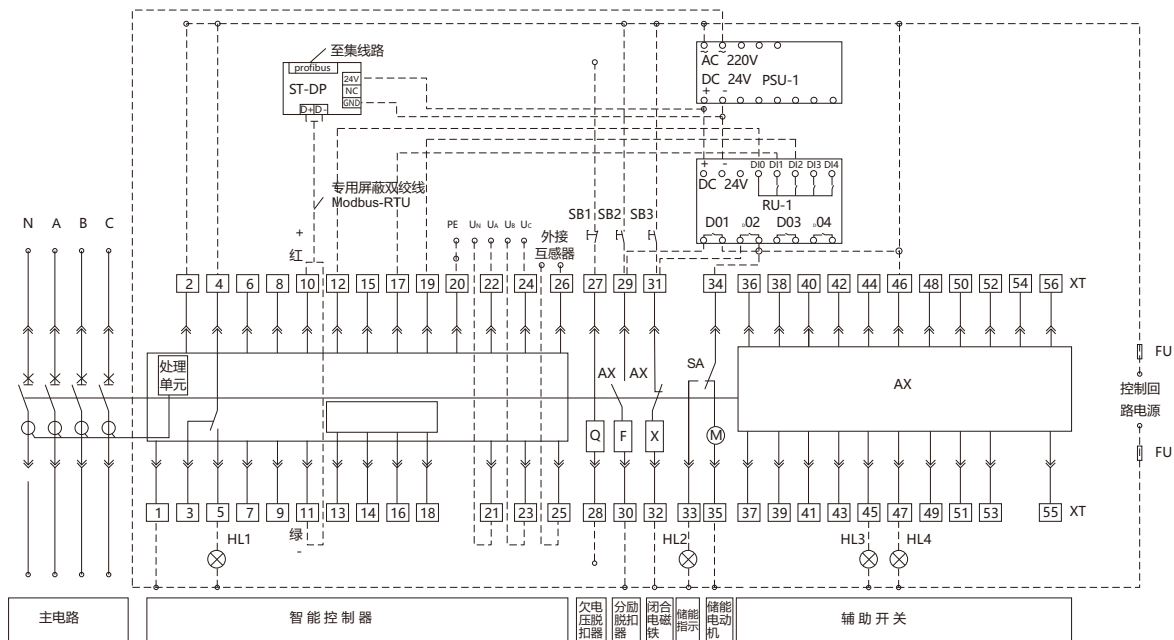 至集线路
profibus
ST-DP
24V
NC
GND
D+ D-
AC 220V
DC 24V PSU-1
+ -
+ -
DC 24V
DI0 DI1 DI2 DI3 DI4
RU-1
D01 02 D03 04
专用屏蔽双绞线
Modbus-RTU
N A B C
+
红
PE UN UA UB UC
外接
互感器
SB1 SB2 SB3
2 4 6 8 10 12 15 17 19 20 22 24 26 27 29 31 34 36 38 40 42 44 46 48 50 52 54 56 XT
处理
单元
AX AX
SA
AX
FU
控制回
路电源
FU
Q F X M
1 3 5 7 9 11 13 14 16 18 21 23 25 28 30 32 33 35 37 39 41 43 45 47 49 51 53 55 XT
绿
-
HL1 HL2 HL3 HL4
主电路
智能控制器
欠电
压脱
扣器
分励
脱扣
器
闭合
电磁
铁
储能
指示
储能
电动
机
辅助开关